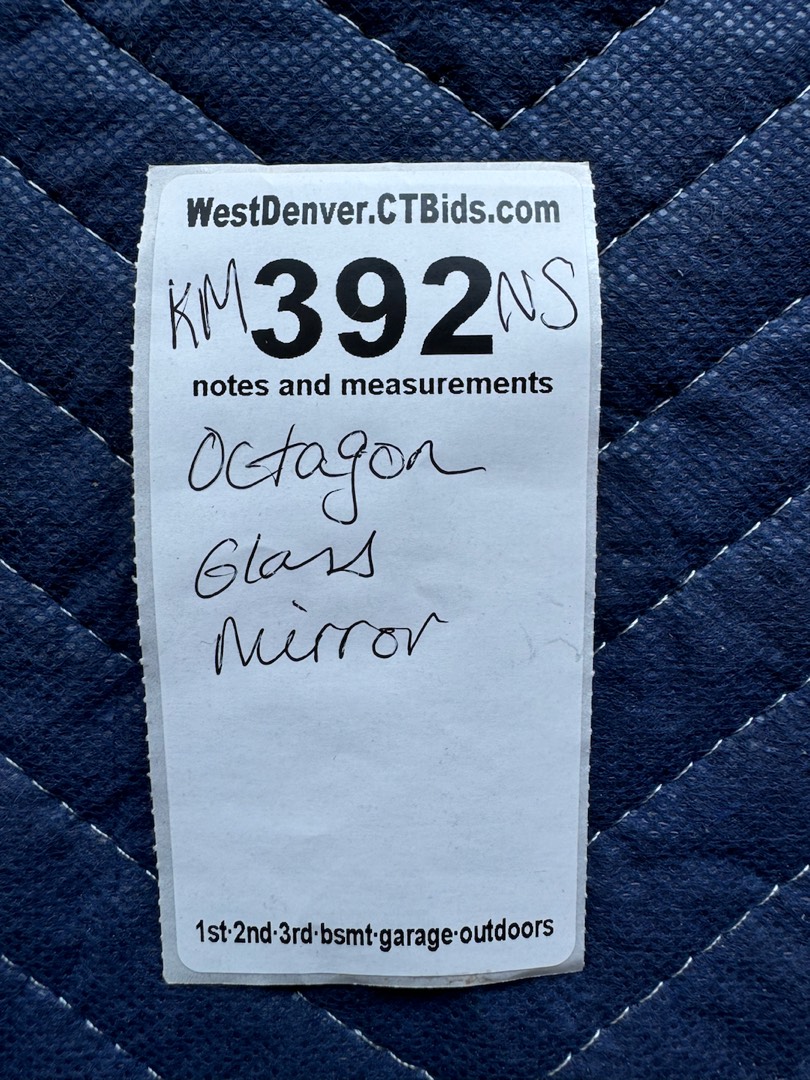 WestDenver.CTBids.com
KM 392 NS
notes and measurements
Octagon
Glass
Mirror
1st·2nd·3rd·bsmt·garage·outdoors